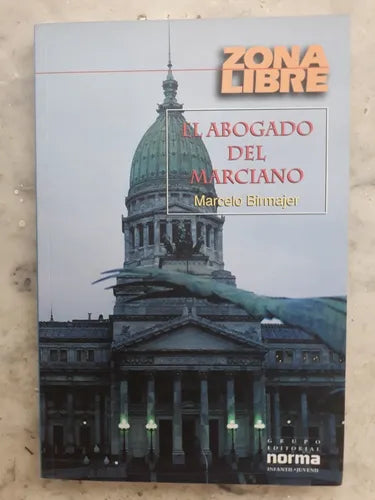 ZONA
LIBRE
EL ABOGADO
DEL
MARCIANO
Marcelo Birmajer
GRUPO
EDITORIAL
norma
INFANTIL-JUVENIL